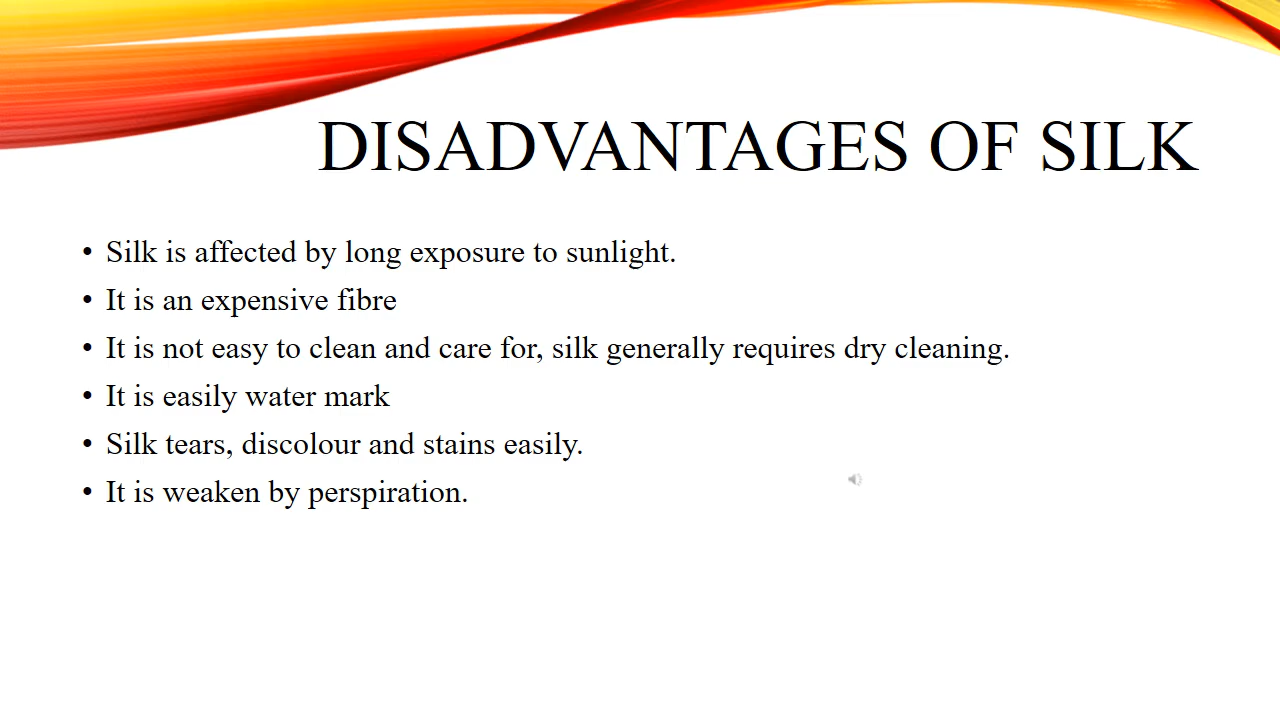 DISADVANTAGES OF SILK
• Silk is affected by long exposure to sunlight.
• It is an expensive fibre
• It is not easy to clean and care for, silk generally requires dry cleaning.
• It is easily water mark
• Silk tears, discolour and stains easily.
• It is weaken by perspiration.